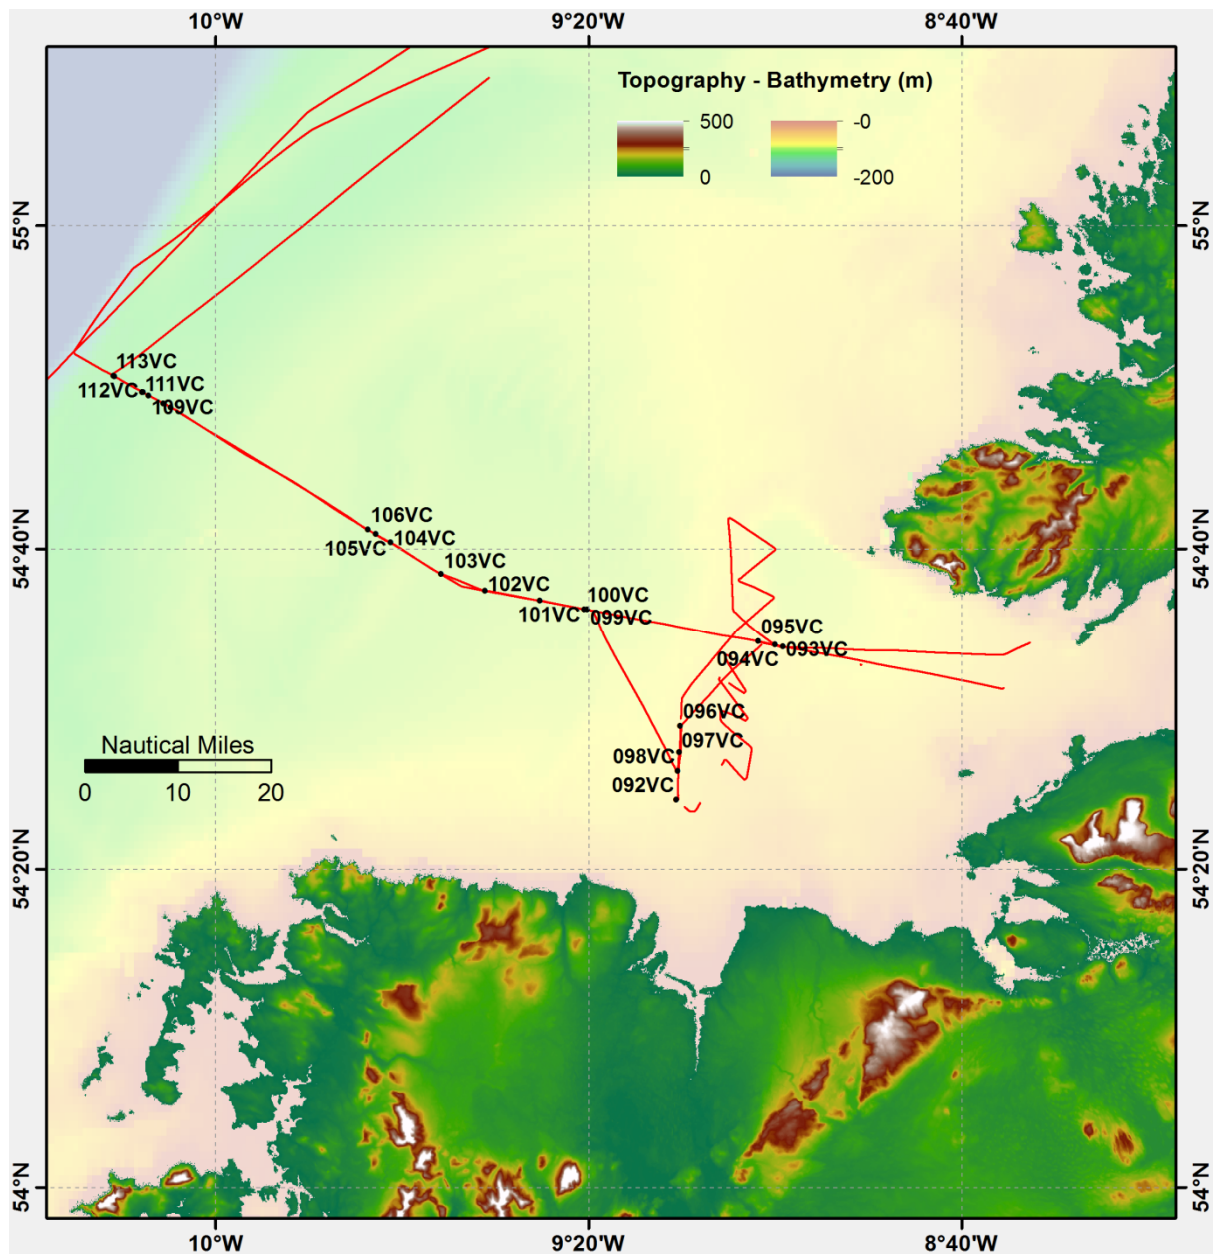 10°W 9°20'W 8°40'W
Topography - Bathymetry (m)
500 -0
0 -200
55°N 55°N
113VC
111VC
112VC
109VC
106VC
104VC
105VC
54°40'N 54°40'N
103VC
102VC
100VC
101VC
099VC
095VC
093VC
094VC
096VC
097VC
098VC
092VC
Nautical Miles
0 10 20
54°20'N 54°20'N
54°N 54°N
10°W 9°20'W 8°40'W